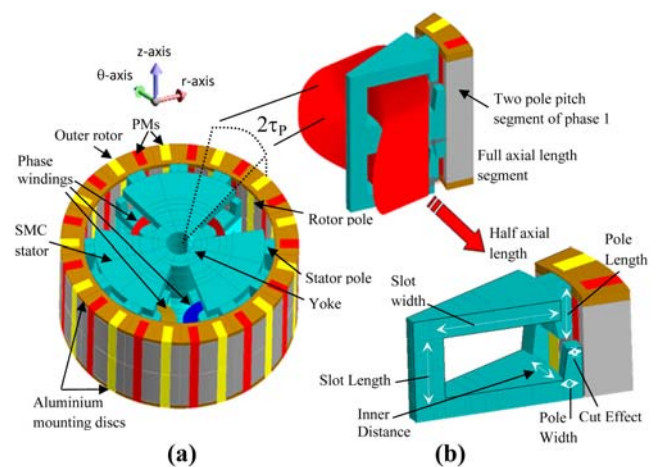 z-axis
θ-axis
r-axis
PMs
Outer rotor
Phase
windings
SMC
stator
2τP
Rotor pole
Stator pole
Yoke
Aluminium
mounting discs
(a)
Two pole pitch
segment of phase 1
Full axial length
segment
Half axial
length
Pole
Length
Slot
width
Slot Length
Inner
Distance
Pole
Width
Cut Effect
(b)